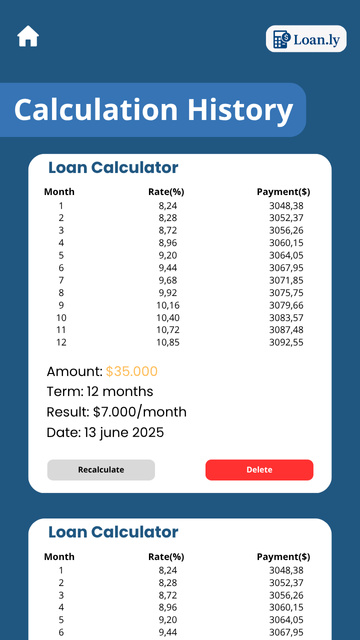 Loan.ly
Calculation History
Loan Calculator
Month Rate(%) Payment($)
1 8,24 3048,38
2 8,28 3052,37
3 8,72 3056,26
4 8,96 3060,15
5 9,20 3064,05
6 9,44 3067,95
7 9,68 3071,85
8 9,92 3075,75
9 10,16 3079,66
10 10,40 3083,57
11 10,72 3087,48
12 10,85 3092,55
Amount: $35.000
Term: 12 months
Result: $7.000/month
Date: 13 june 2025
Recalculate Delete
Loan Calculator
Month Rate(%) Payment($)
1 8,24 3048,38
2 8,28 3052,37
3 8,72 3056,26
4 8,96 3060,15
5 9,20 3064,05
6 9,44 3067,95